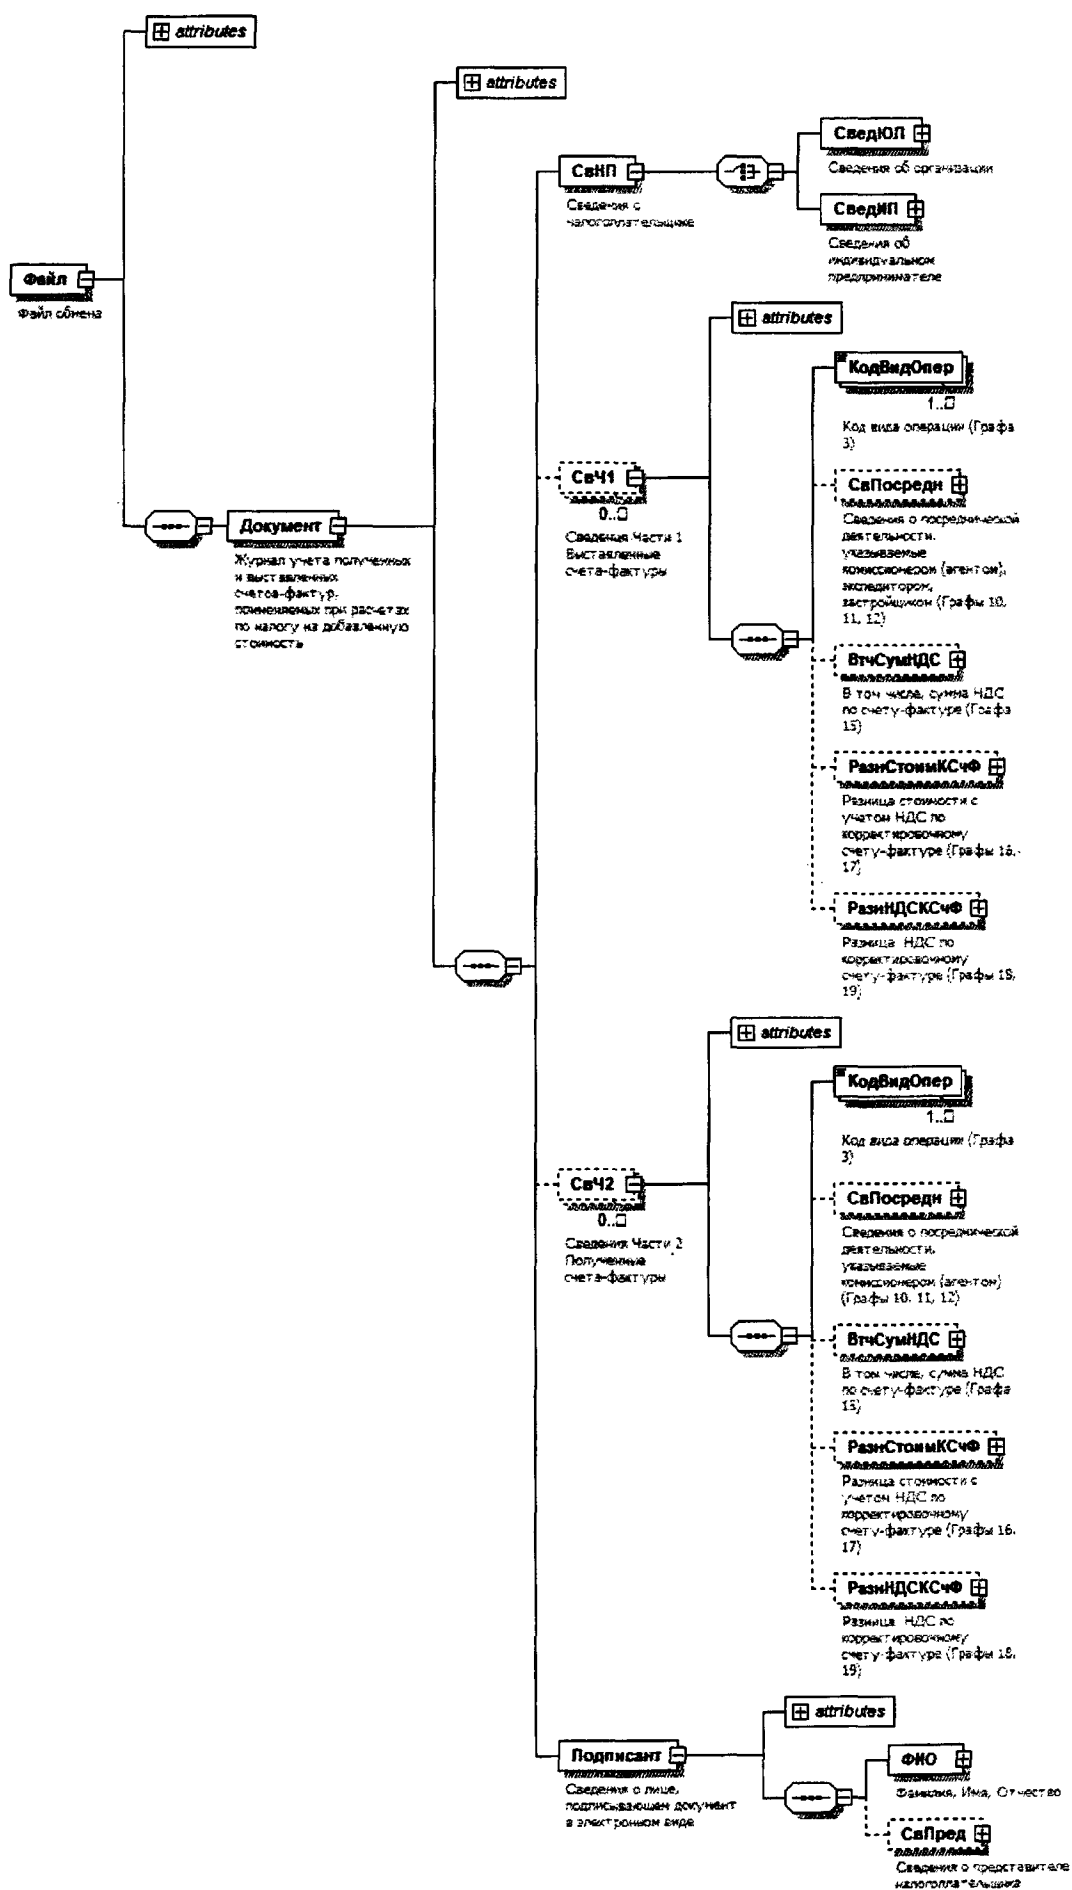 attributes
attributes
СведЮЛ
Сведения об организации
СвНП
Сведения о
налогоплательщике
СведИП
Сведения об
индивидуальном
предпринимателе
Файл
Файл обмена
attributes
КодВидОпер
1..□
Код вида операции (Графа
3)
СвЧ1
0..□
Сведения Части 1
Выставленные
счета-фактуры
СвПосредн
Сведения о посреднической
деятельности,
указываемые
комиссионером (агентом),
экспедитором,
застройщиком (Графы 10,
11, 12)
Документ
Журнал учета полученных
и выставленных
счетов-фактур,
применяемых при расчетах
по налогу на добавленную
стоимость
ВтчСумНДС
В том числе, сумма НДС
по счету-фактуре (Графа
15)
РазнСтоимКСчФ
Разница стоимости с
учетом НДС по
корректировочному
счету-фактуре (Графы 16,
17)
РазнНДСКСчФ
Разница НДС по
корректировочному
счету-фактуре (Графы 18,
19)
attributes
КодВидОпер
1..□
Код вида операции (Графа
3)
СвЧ2
0..□
Сведения Части 2
Полученные
счета-фактуры
СвПосредн
Сведения о посреднической
деятельности,
указываемые
комиссионером (агентом)
(Графы 10, 11, 12)
ВтчСумНДС
В том числе, сумма НДС
по счету-фактуре (Графа
15)
РазнСтоимКСчФ
Разница стоимости с
учетом НДС по
корректировочному
счету-фактуре (Графы 16,
17)
РазнНДСКСчФ
Разница НДС по
корректировочному
счету-фактуре (Графы 18,
19)
attributes
Подписант
Сведения о лице,
подписывающем документ
в электронном виде
ФИО
Фамилия, Имя, Отчество
СвПред
Сведения о представителе
налогоплательщика